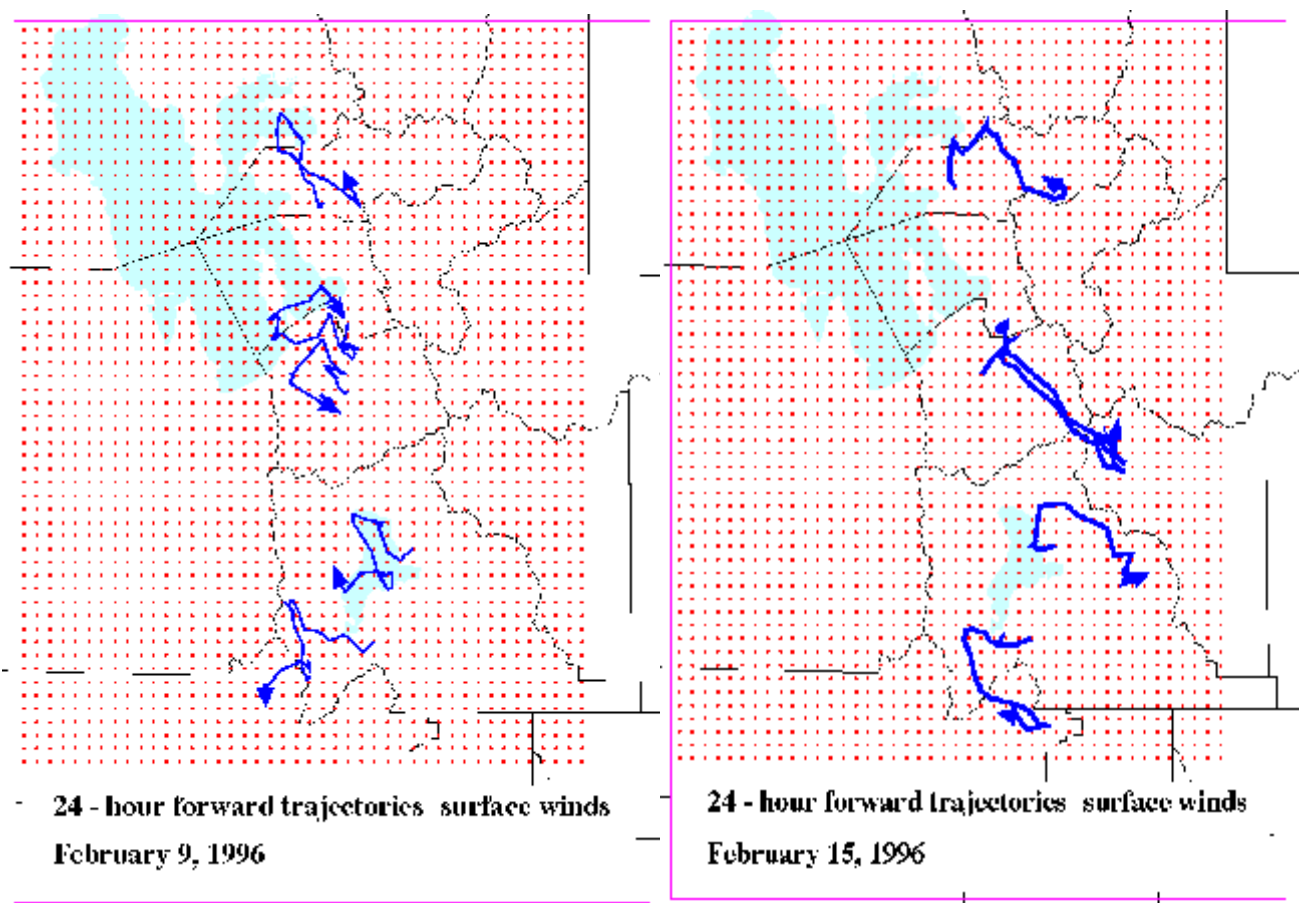 24 - hour forward trajectories surface winds
February 9, 1996
24 - hour forward trajectories surface winds
February 15, 1996